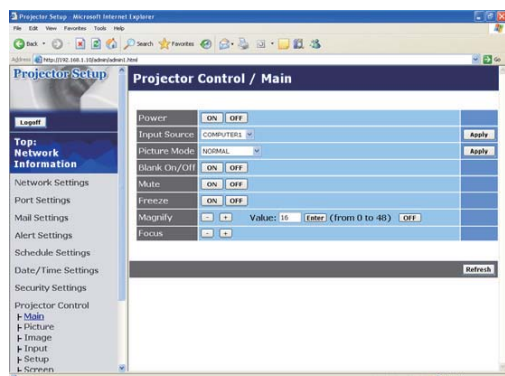 Projector Setup - Microsoft Internet Explorer
File Edit View Favorites Tools Help
Back Search Favorites
Address http://192.168.1.10/admin/admin1.html Go
Projector Setup
Logoff
Top:
Network
Information
Network Settings
Port Settings
Mail Settings
Alert Settings
Schedule Settings
Date/Time Settings
Security Settings
Projector Control
Main
Picture
Image
Input
Setup
Screen
Projector Control / Main
Power ON OFF
Input Source COMPUTER1 Apply
Picture Mode NORMAL Apply
Blank On/Off ON OFF
Mute ON OFF
Freeze ON OFF
Magnify - + Value: 16 Enter (from 0 to 48) OFF
Focus - +
Refresh